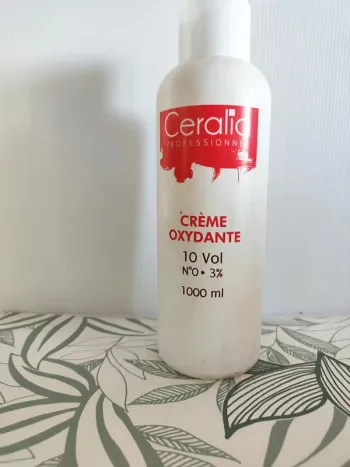 Ceralia
PROFESSIONNEL
CRÈME
OXYDANTE
10 Vol
N°0 • 3%
1000 ml